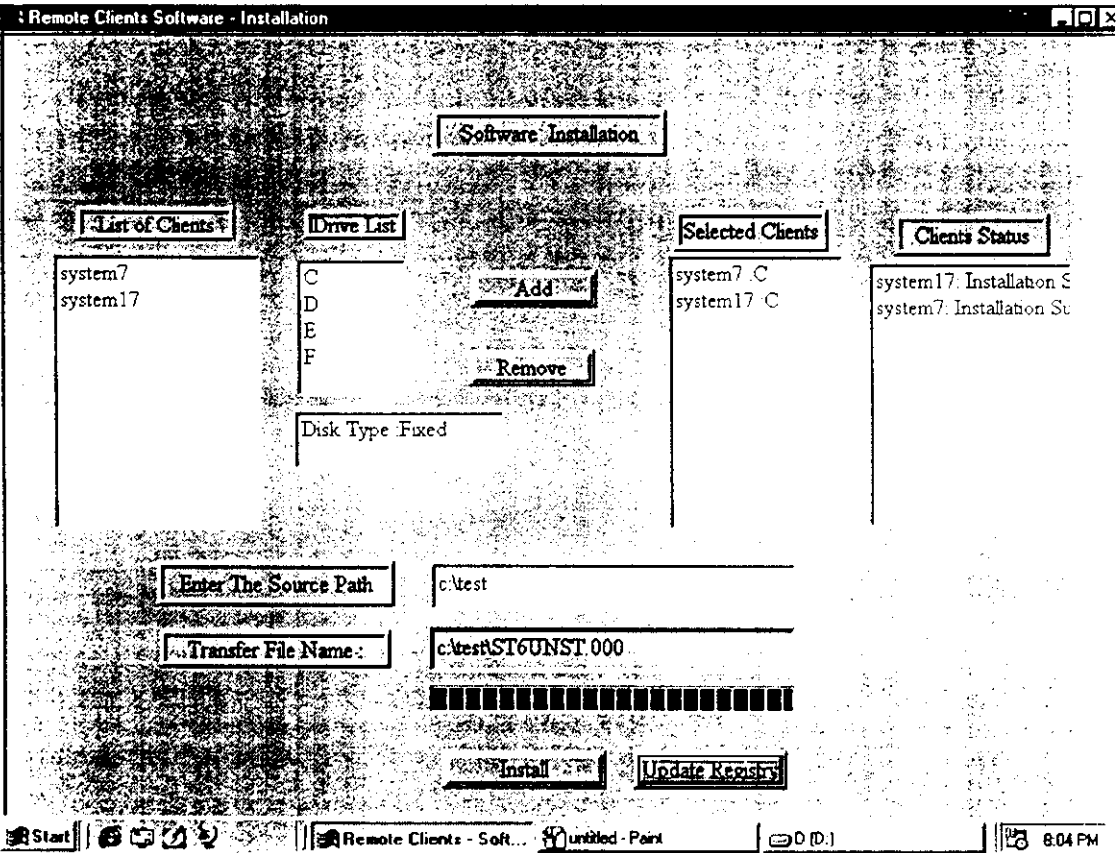 Remote Clients Software - Installation
Software Installation
List of Clients
Drive List
Selected Clients
Clients Status
system7
system17
C
D
E
F
Add
Remove
system7 C
system17 C
system17: Installation S
system7: Installation Su
Disk Type :Fixed
Enter The Source Path
c:\test
Transfer File Name :
c:\test\ST6UNST.000
Install
Update Registry
Start
Remote Clients - Soft...
untitled - Paint
D (D:)
8:04 PM